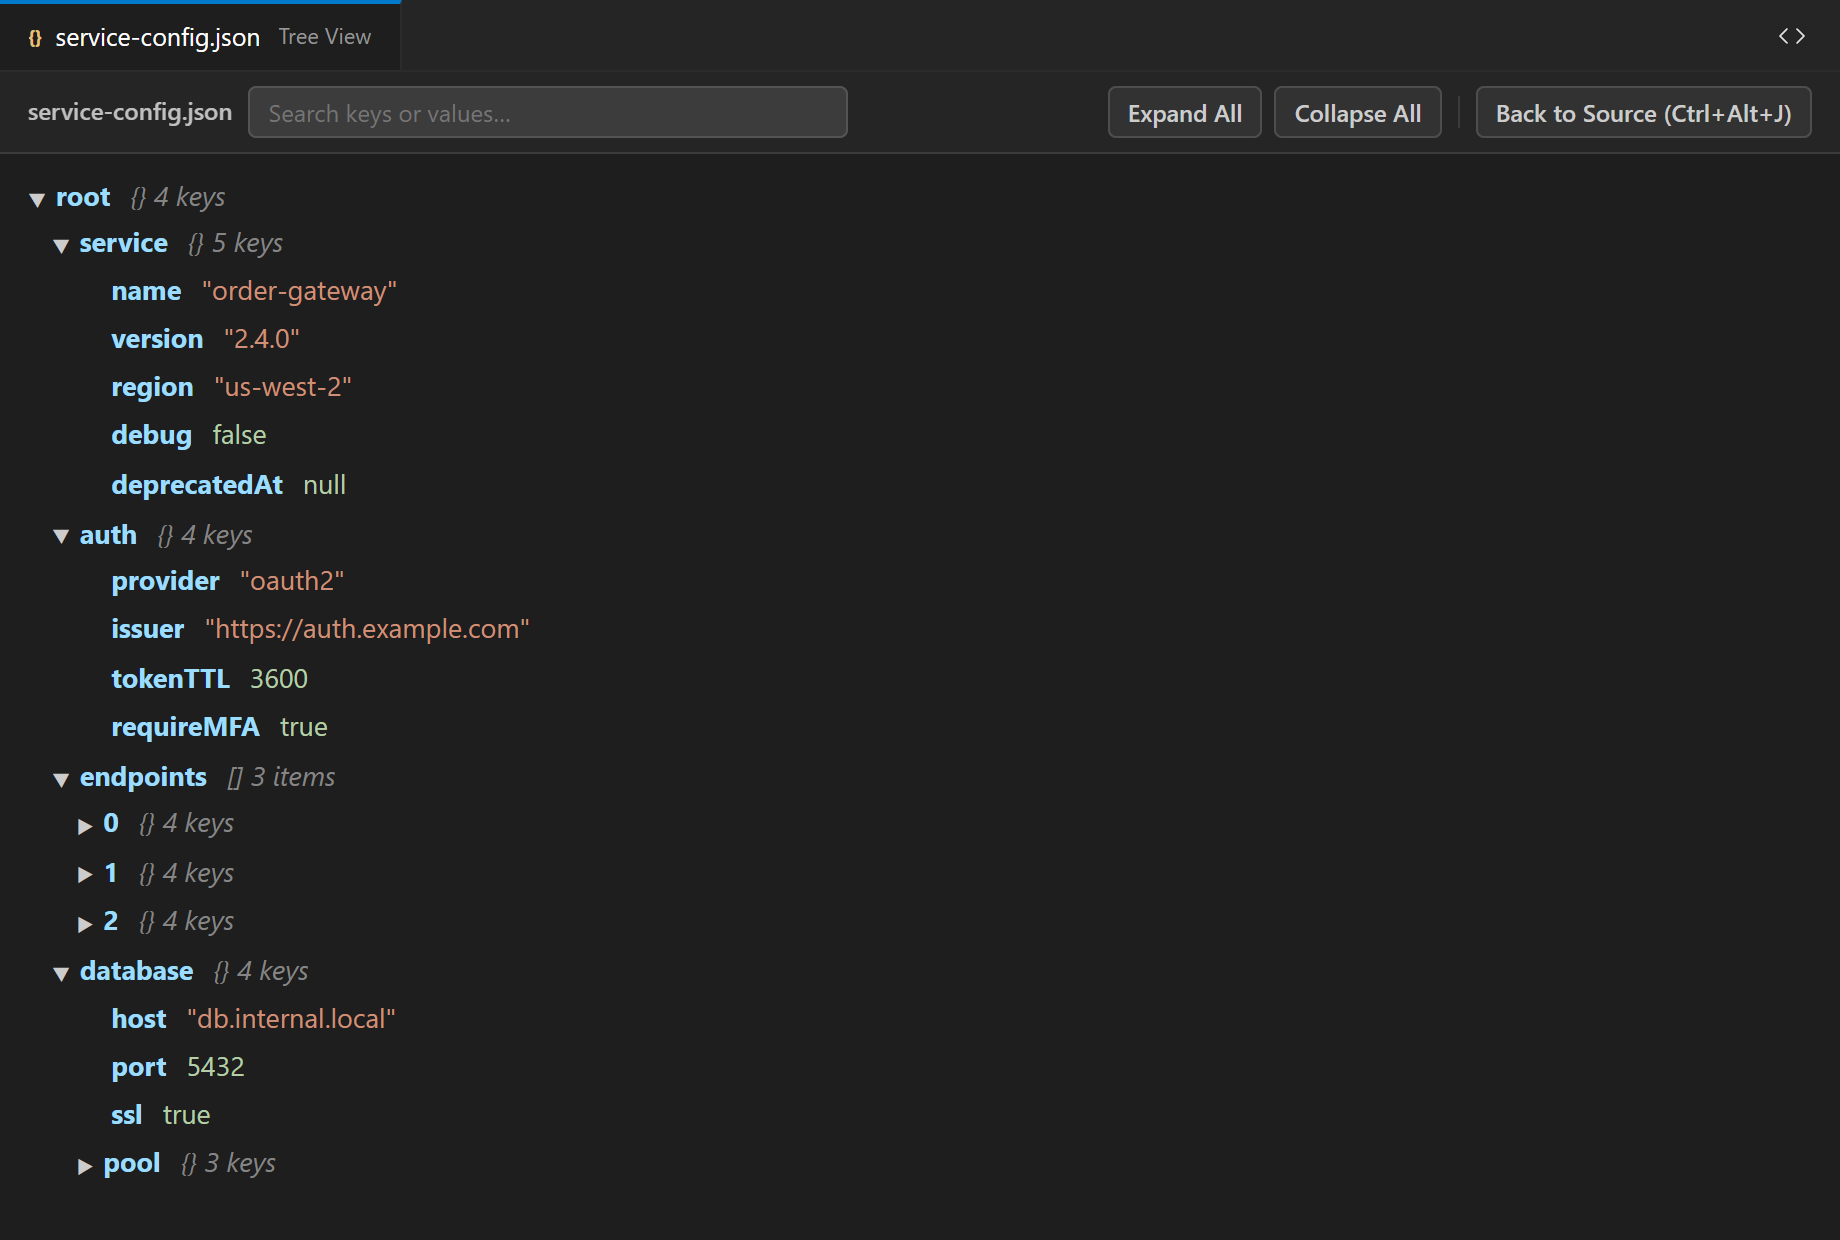 {} service-config.json Tree View <>
service-config.json Search keys or values... Expand All Collapse All Back to Source (Ctrl+Alt+J)
▼ root {} 4 keys
▼ service {} 5 keys
name "order-gateway"
version "2.4.0"
region "us-west-2"
debug false
deprecatedAt null
▼ auth {} 4 keys
provider "oauth2"
issuer "https://auth.example.com"
tokenTTL 3600
requireMFA true
▼ endpoints [] 3 items
▶ 0 {} 4 keys
▶ 1 {} 4 keys
▶ 2 {} 4 keys
▼ database {} 4 keys
host "db.internal.local"
port 5432
ssl true
▶ pool {} 3 keys